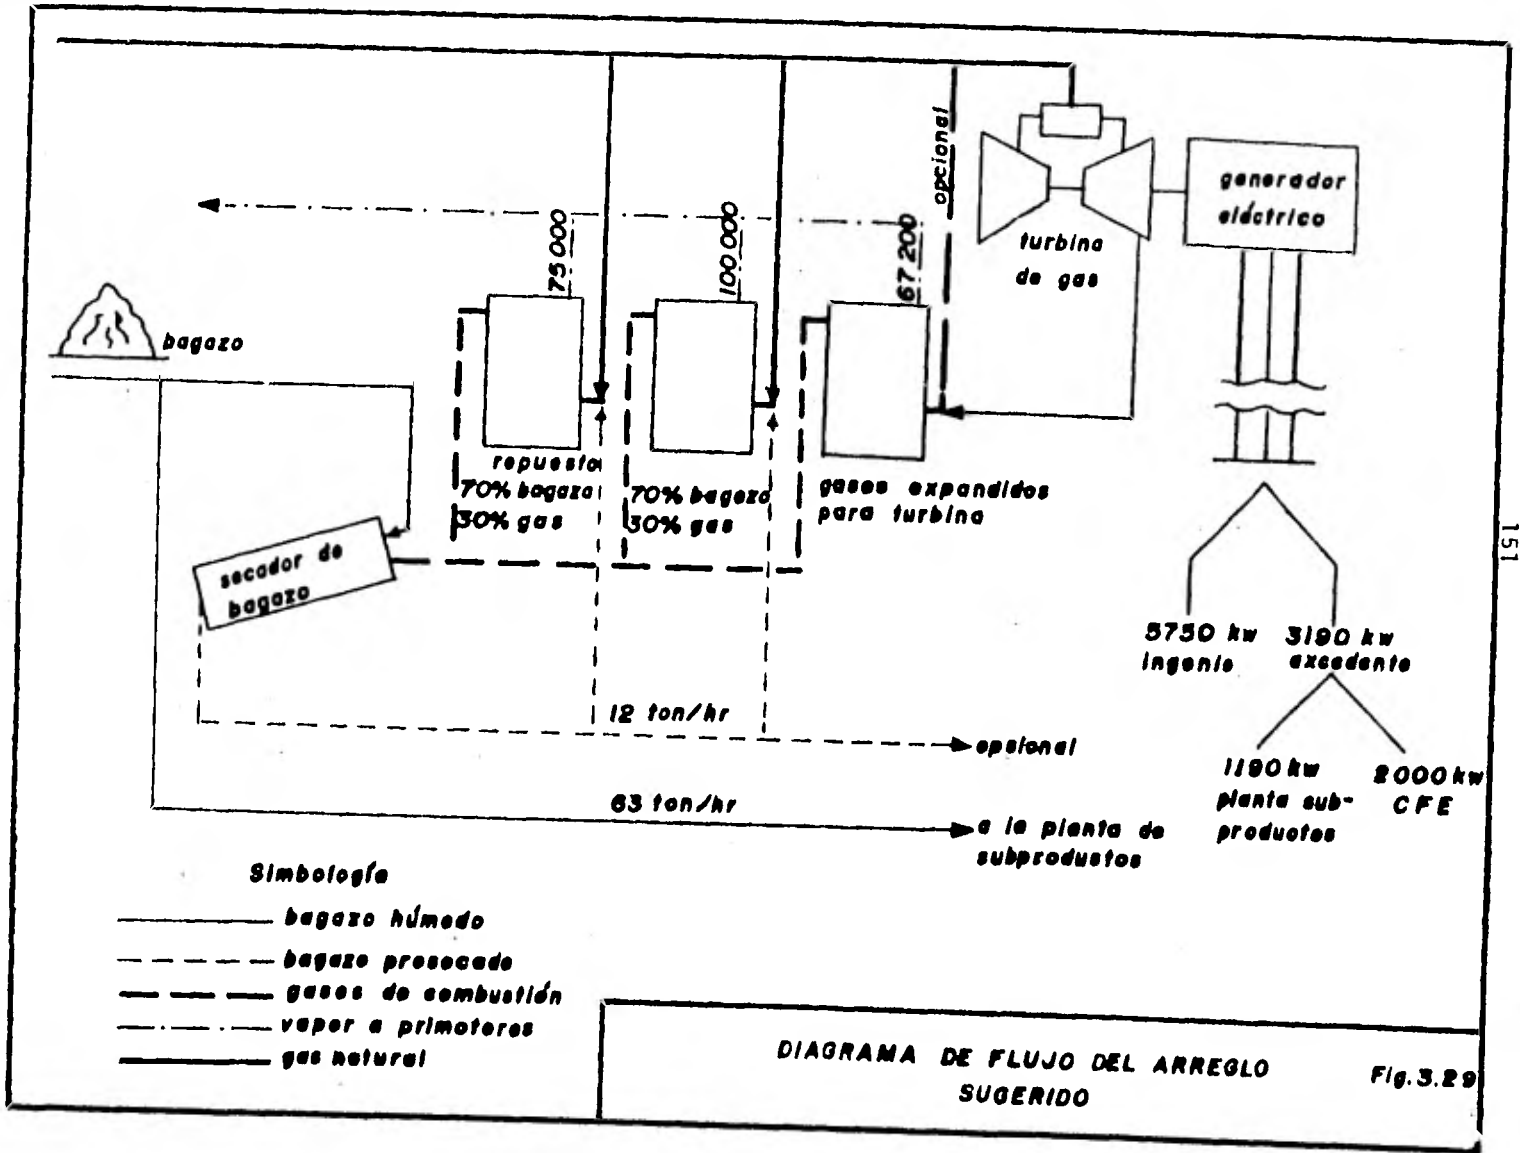 opcional
generador
eléctrico
turbina
de gas
75 000
100 000
67 200
bagazo
repuesto
70% bagazo
30% gas
70% bagazo
30% gas
gases expandidos
para turbina
secador de
bagazo
151
5750 kw
ingenio
3190 kw
excedente
12 ton/hr
opsional
1190 kw
planta sub-
productos
2000 kw
CFE
63 ton/hr
a la planta de
subproductos
Simbología
bagazo húmedo
bagazo presecado
gases de combustión
vapor a primotores
gas natural
DIAGRAMA DE FLUJO DEL ARREGLO
SUGERIDO
Fig. 3.29